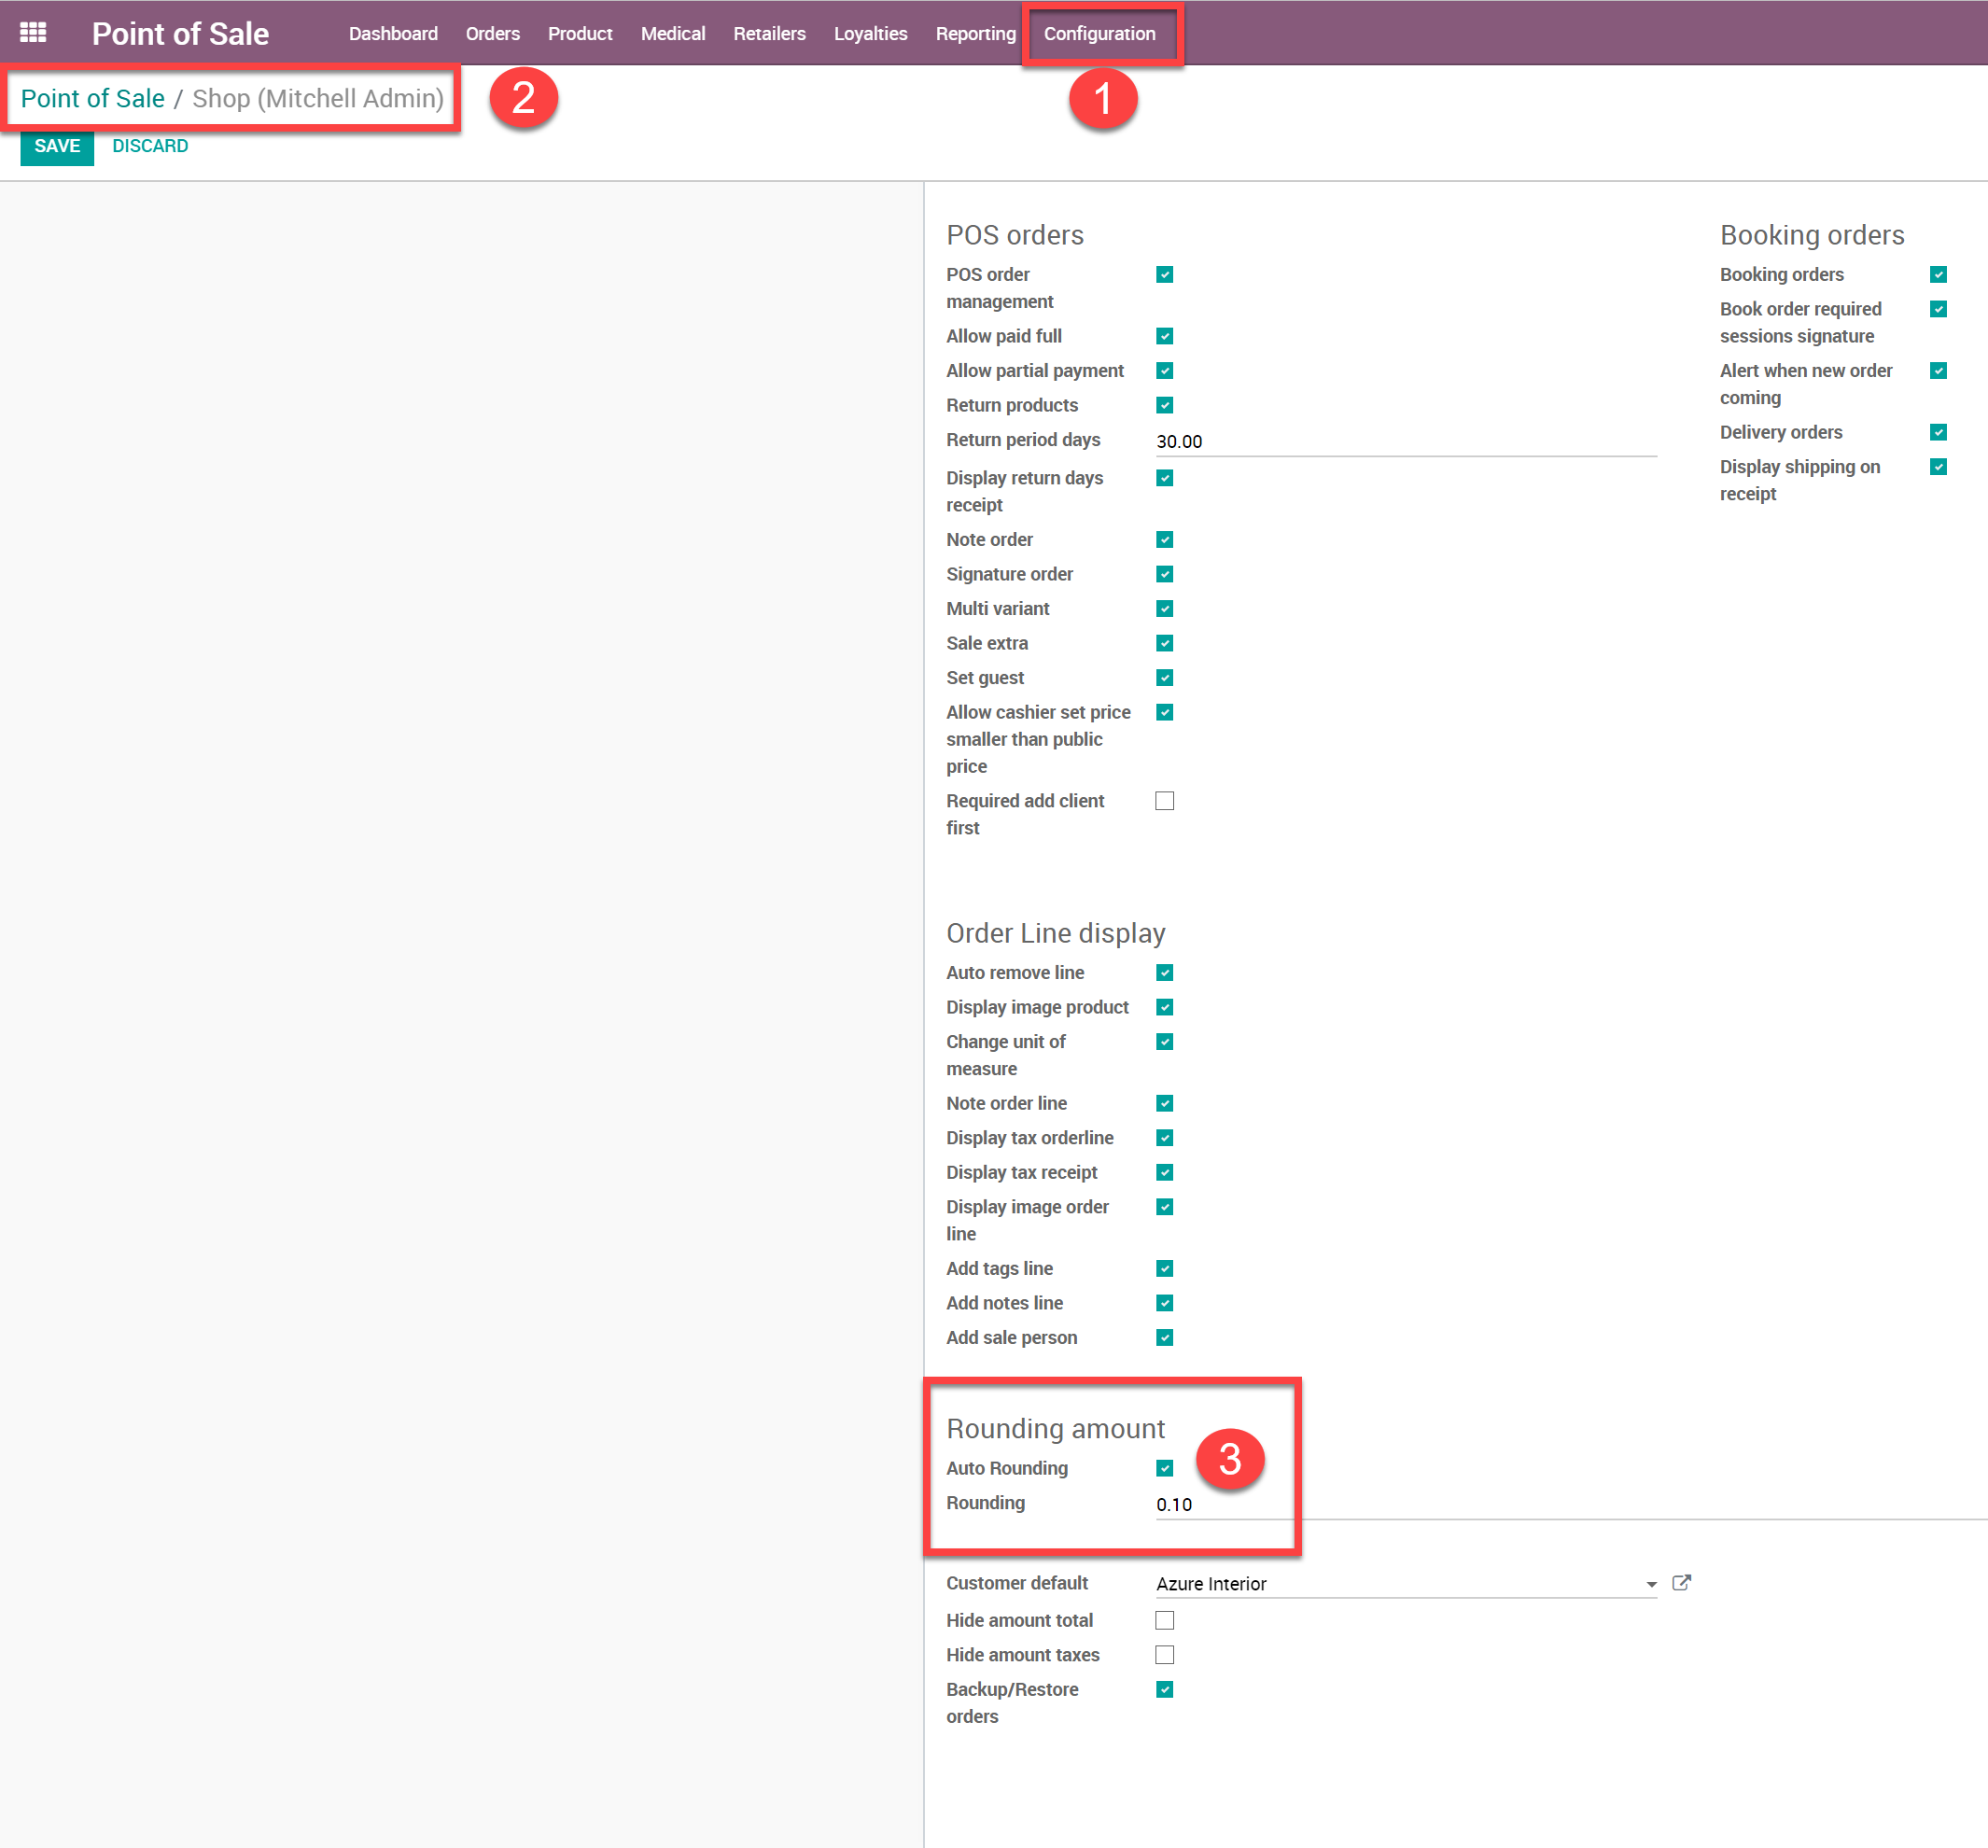 Point of Sale Dashboard Orders Product Medical Retailers Loyalties Reporting Configuration
Point of Sale / Shop (Mitchell Admin) 2 1
SAVE DISCARD
POS orders
POS order
management
Allow paid full
Allow partial payment
Return products
Return period days 30.00
Display return days
receipt
Note order
Signature order
Multi variant
Sale extra
Set guest
Allow cashier set price
smaller than public
price
Required add client
first
Booking orders
Booking orders
Book order required
sessions signature
Alert when new order
coming
Delivery orders
Display shipping on
receipt
Order Line display
Auto remove line
Display image product
Change unit of
measure
Note order line
Display tax orderline
Display tax receipt
Display image order
line
Add tags line
Add notes line
Add sale person
Rounding amount
3
Auto Rounding
Rounding 0.10
Customer default Azure Interior
Hide amount total
Hide amount taxes
Backup/Restore
orders